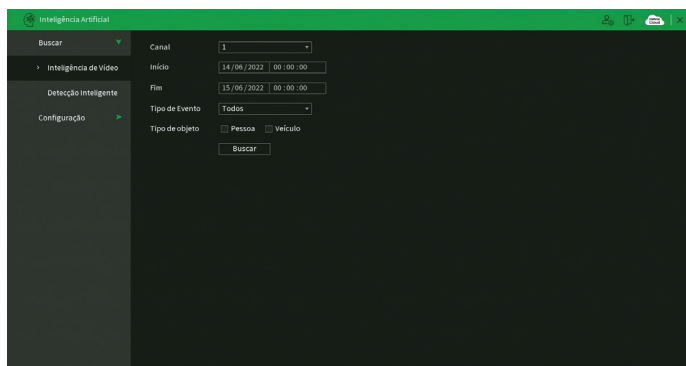 Inteligência Artificial
Buscar
Inteligência de Vídeo
Detecção Inteligente
Configuração
Canal 1
Início 14/06/2022 00:00:00
Fim 15/06/2022 00:00:00
Tipo de Evento Todos
Tipo de objeto Pessoa Veículo
Buscar